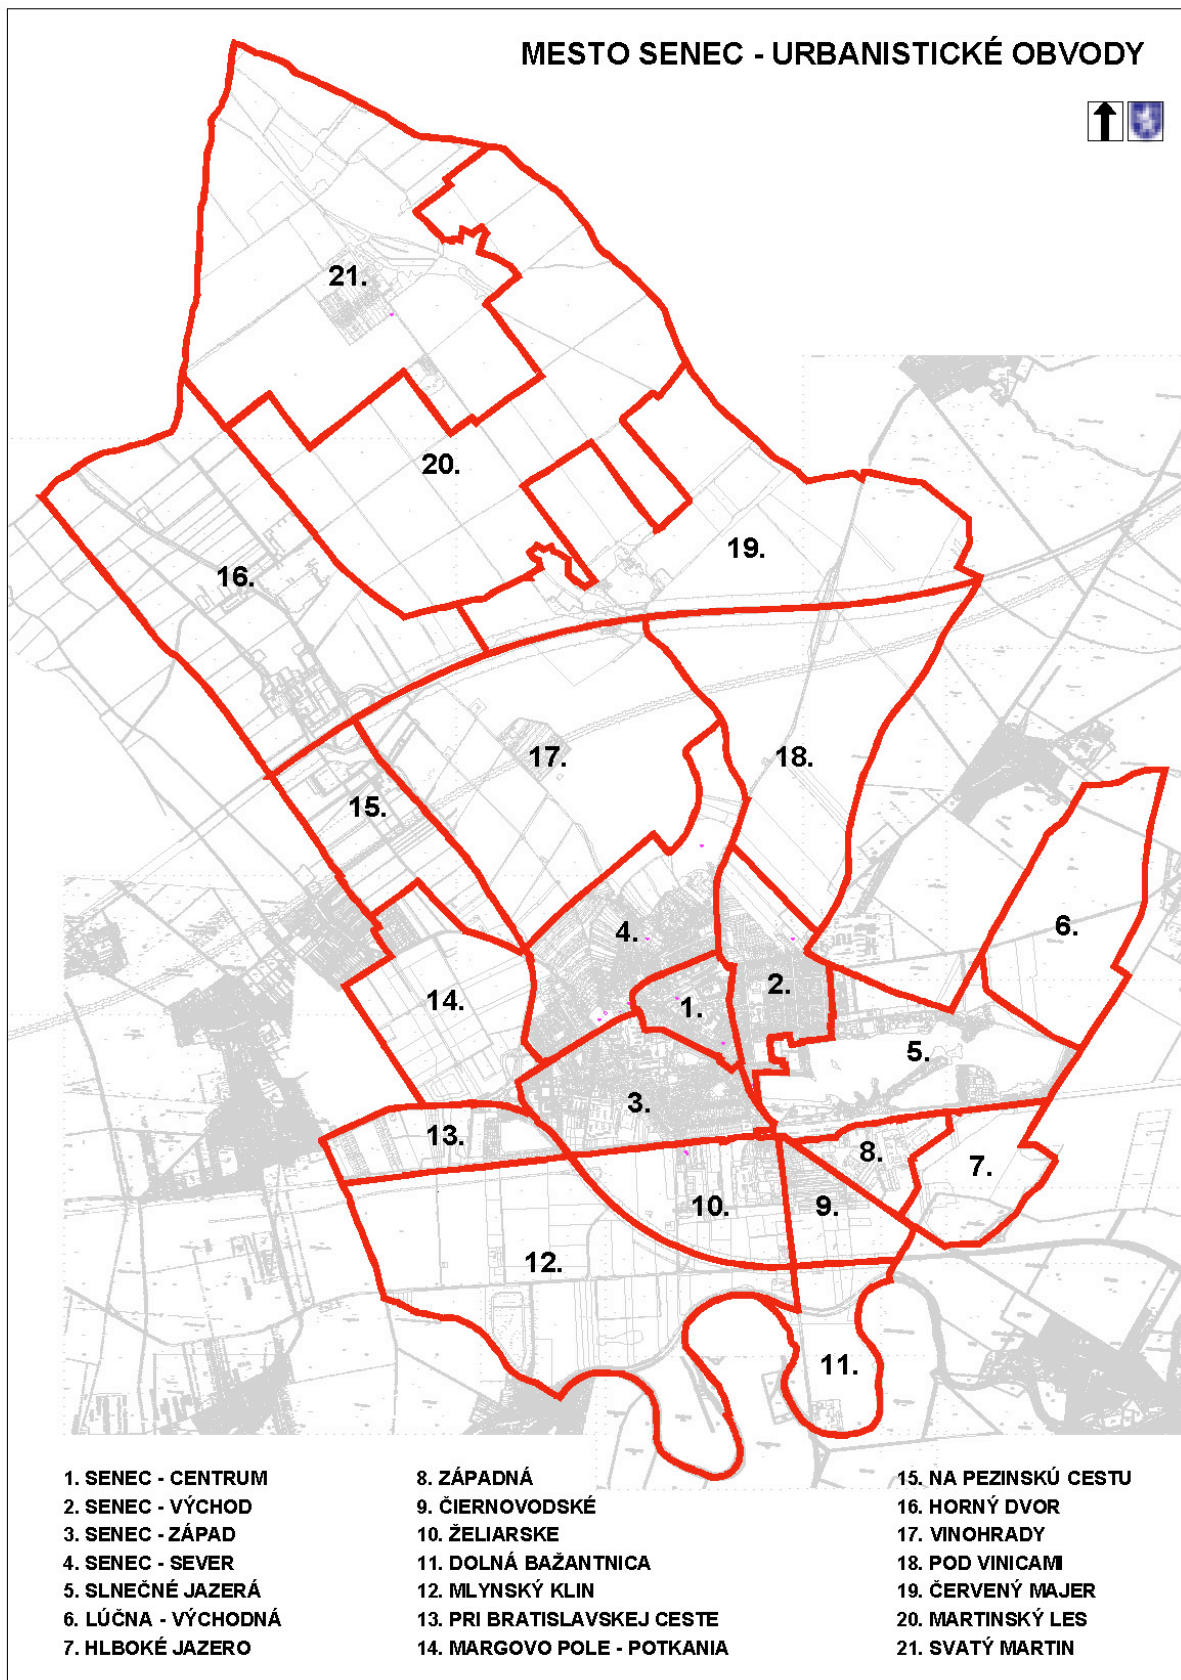 MESTO SENEC - URBANISTICKÉ OBVODY
21.
20.
19.
16.
17.
18.
15.
6.
4.
2.
14.
1.
5.
3.
13.
8.
7.
10.
9.
12.
11.
1. SENEC - CENTRUM
2. SENEC - VÝCHOD
3. SENEC - ZÁPAD
4. SENEC - SEVER
5. SLNEČNÉ JAZERÁ
6. LÚČNA - VÝCHODNÁ
7. HLBOKÉ JAZERO
8. ZÁPADNÁ
9. ČIERNOVODSKÉ
10. ŽELIARSKE
11. DOLNÁ BAŽANTNICA
12. MLYNSKÝ KLIN
13. PRI BRATISLAVSKEJ CESTE
14. MARGOVO POLE - POTKANIA
15. NA PEZINSKÚ CESTU
16. HORNÝ DVOR
17. VINOHRADY
18. POD VINICAMI
19. ČERVENÝ MAJER
20. MARTINSKÝ LES
21. SVATÝ MARTIN